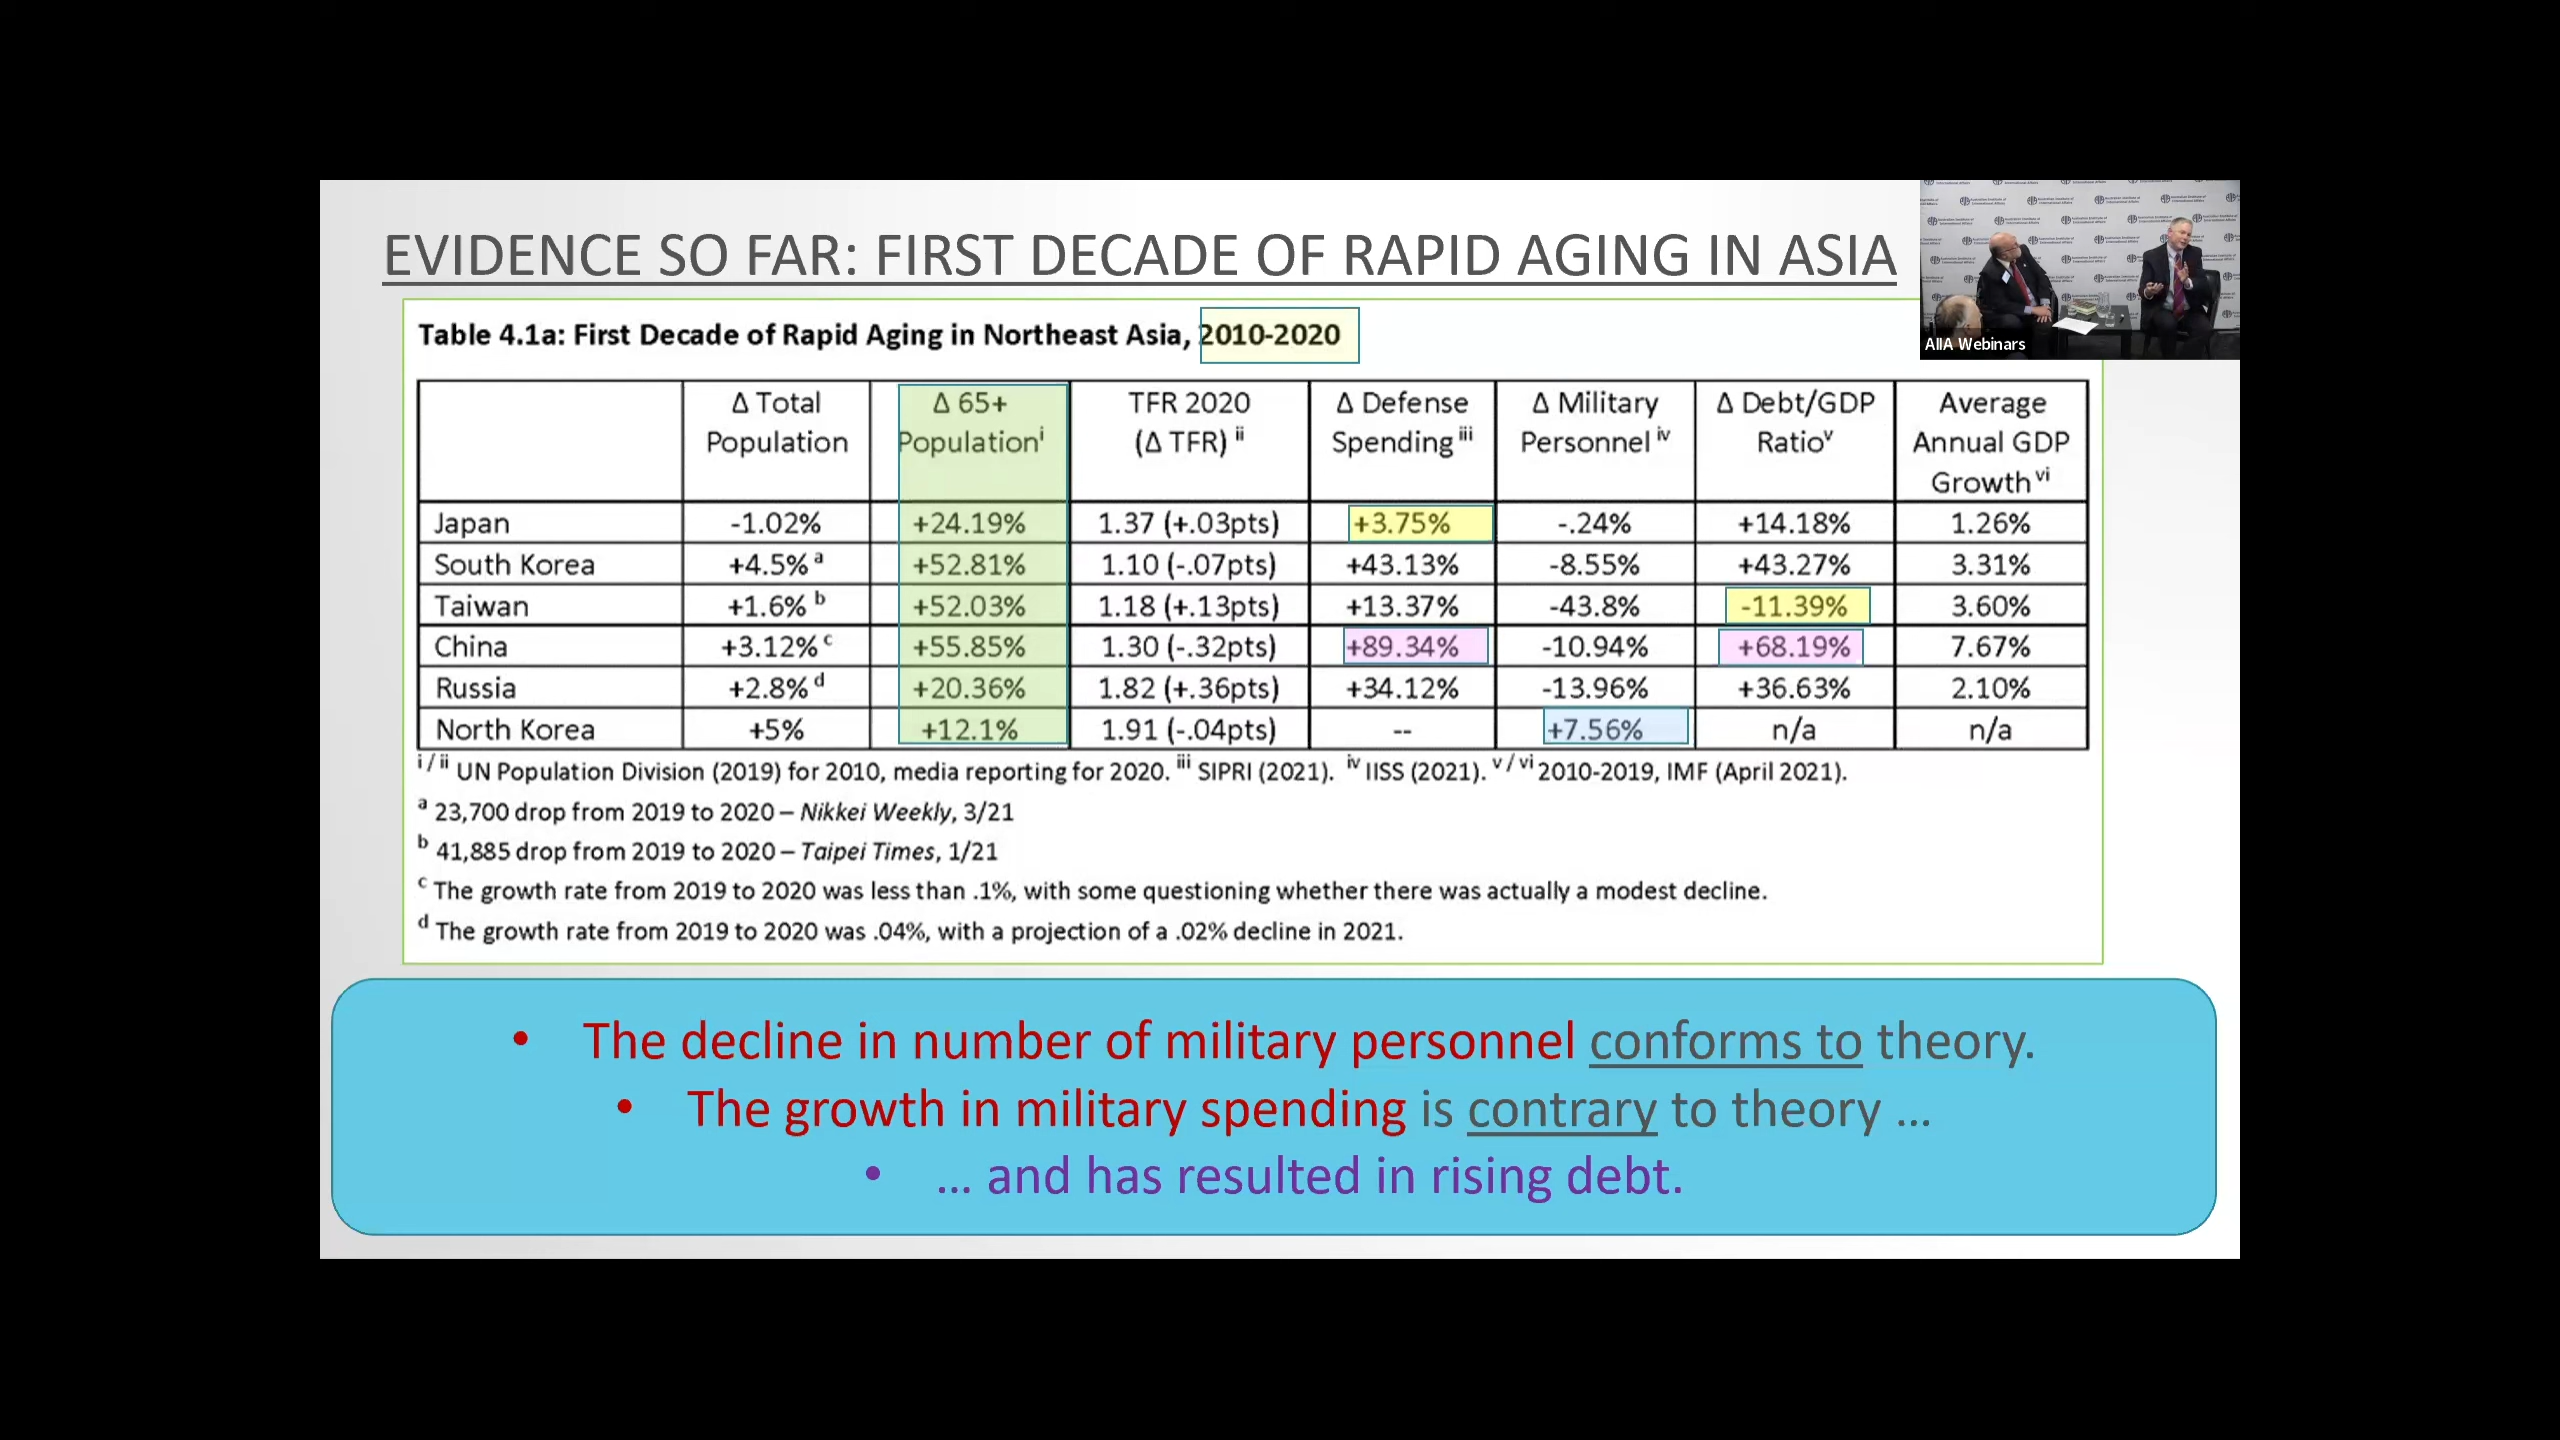 EVIDENCE SO FAR: FIRST DECADE OF RAPID AGING IN ASIA
AIIA Webinars
Table 4.1a: First Decade of Rapid Aging in Northeast Asia, 2010-2020
Δ Total Population | Δ 65+ Population i | TFR 2020 (Δ TFR) ii | Δ Defense Spending iii | Δ Military Personnel iv | Δ Debt/GDP Ratio v | Average Annual GDP Growth vi
Japan | -1.02% | +24.19% | 1.37 (+.03pts) | +3.75% | -.24% | +14.18% | 1.26%
South Korea | +4.5% a | +52.81% | 1.10 (-.07pts) | +43.13% | -8.55% | +43.27% | 3.31%
Taiwan | +1.6% b | +52.03% | 1.18 (+.13pts) | +13.37% | -43.8% | -11.39% | 3.60%
China | +3.12% c | +55.85% | 1.30 (-.32pts) | +89.34% | -10.94% | +68.19% | 7.67%
Russia | +2.8% d | +20.36% | 1.82 (+.36pts) | +34.12% | -13.96% | +36.63% | 2.10%
North Korea | +5% | +12.1% | 1.91 (-.04pts) | -- | +7.56% | n/a | n/a
i / ii UN Population Division (2019) for 2010, media reporting for 2020. iii SIPRI (2021). iv IISS (2021). v / vi 2010-2019, IMF (April 2021).
a 23,700 drop from 2019 to 2020 – Nikkei Weekly, 3/21
b 41,885 drop from 2019 to 2020 – Taipei Times, 1/21
c The growth rate from 2019 to 2020 was less than .1%, with some questioning whether there was actually a modest decline.
d The growth rate from 2019 to 2020 was .04%, with a projection of a .02% decline in 2021.
• The decline in number of military personnel conforms to theory.
• The growth in military spending is contrary to theory ...
• ... and has resulted in rising debt.